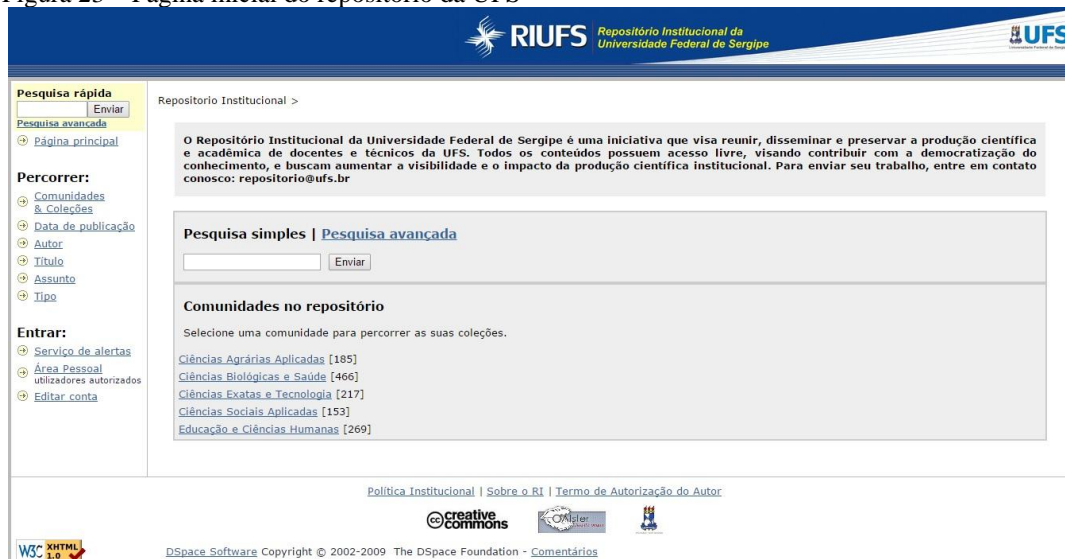 Figura 25 – Página inicial do repositório da UFS
RIUFS Repositório Institucional da
Universidade Federal de Sergipe
UFS
Pesquisa rápida
Enviar
Pesquisa avançada
Página principal
Percorrer:
Comunidades
& Coleções
Data de publicação
Autor
Título
Assunto
Tipo
Entrar:
Serviço de alertas
Área Pessoal
utilizadores autorizados
Editar conta
Repositorio Institucional >
O Repositório Institucional da Universidade Federal de Sergipe é uma iniciativa que visa reunir, disseminar e preservar a produção científica
e acadêmica de docentes e técnicos da UFS. Todos os conteúdos possuem acesso livre, visando contribuir com a democratização do
conhecimento, e buscam aumentar a visibilidade e o impacto da produção científica institucional. Para enviar seu trabalho, entre em contato
conosco: repositorio@ufs.br
Pesquisa simples | Pesquisa avançada
Enviar
Comunidades no repositório
Selecione uma comunidade para percorrer as suas coleções.
Ciências Agrárias Aplicadas [185]
Ciências Biológicas e Saúde [466]
Ciências Exatas e Tecnologia [217]
Ciências Sociais Aplicadas [153]
Educação e Ciências Humanas [269]
Política Institucional | Sobre o RI | Termo de Autorização do Autor
cc creative
commons
W3C XHTML
1.0
DSpace Software Copyright © 2002-2009 The DSpace Foundation - Comentários